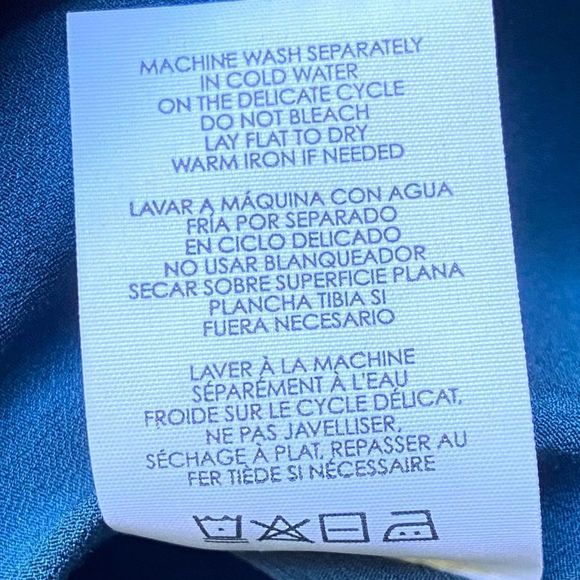 MACHINE WASH SEPARATELY
IN COLD WATER
ON THE DELICATE CYCLE
DO NOT BLEACH
LAY FLAT TO DRY
WARM IRON IF NEEDED
LAVAR A MÁQUINA CON AGUA
FRÍA POR SEPARADO
EN CICLO DELICADO
NO USAR BLANQUEADOR
SECAR SOBRE SUPERFICIE PLANA
PLANCHA TIBIA SI
FUERA NECESARIO
LAVER À LA MACHINE
SÉPARÉMENT À L'EAU
FROIDE SUR LE CYCLE DÉLICAT,
NE PAS JAVELLISER,
SÉCHAGE À PLAT, REPASSER AU
FER TIÈDE SI NÉCESSAIRE